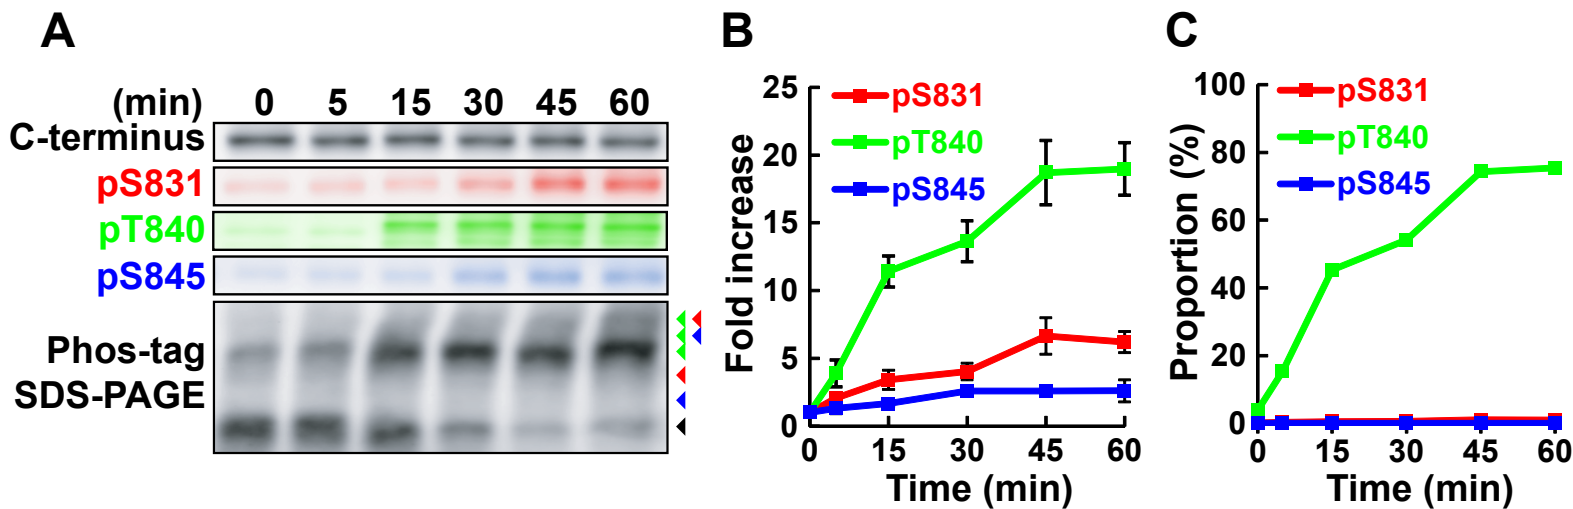 A
(min) 0 5 15 30 45 60
C-terminus
pS831
pT840
pS845
Phos-tag
SDS-PAGE
B
25
20
15
10
5
0
Fold increase
pS831
pT840
pS845
0 15 30 45 60
Time (min)
C
100
80
60
40
20
0
Proportion (%)
pS831
pT840
pS845
0 15 30 45 60
Time (min)